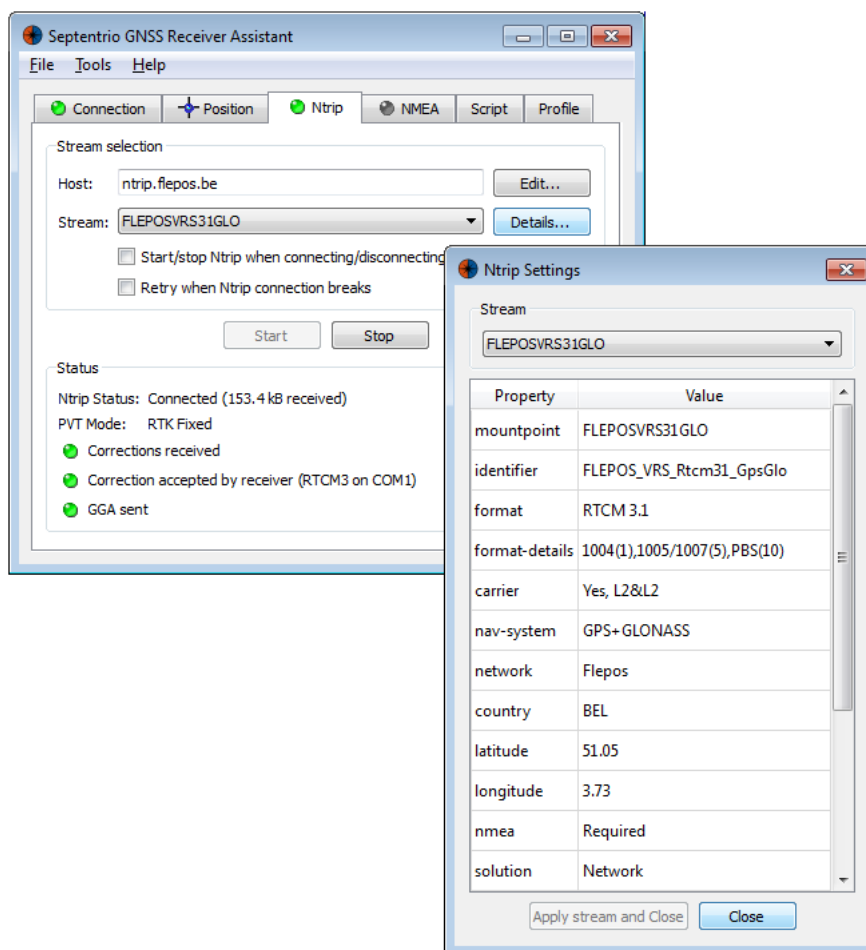 Septentrio GNSS Receiver Assistant
File Tools Help
Connection Position Ntrip NMEA Script Profile
Stream selection
Host: ntrip.flepos.be Edit...
Stream: FLEPOSVRS31GLO Details...
Start/stop Ntrip when connecting/disconnecting
Retry when Ntrip connection breaks
Start Stop
Status
Ntrip Status: Connected (153.4 kB received)
PVT Mode: RTK Fixed
Corrections received
Correction accepted by receiver (RTCM3 on COM1)
GGA sent
Ntrip Settings
Stream
FLEPOSVRS31GLO
Property Value
mountpoint FLEPOSVRS31GLO
identifier FLEPOS_VRS_Rtcm31_GpsGlo
format RTCM 3.1
format-details 1004(1),1005/1007(5),PBS(10)
carrier Yes, L2&L2
nav-system GPS+GLONASS
network Flepos
country BEL
latitude 51.05
longitude 3.73
nmea Required
solution Network
Apply stream and Close Close